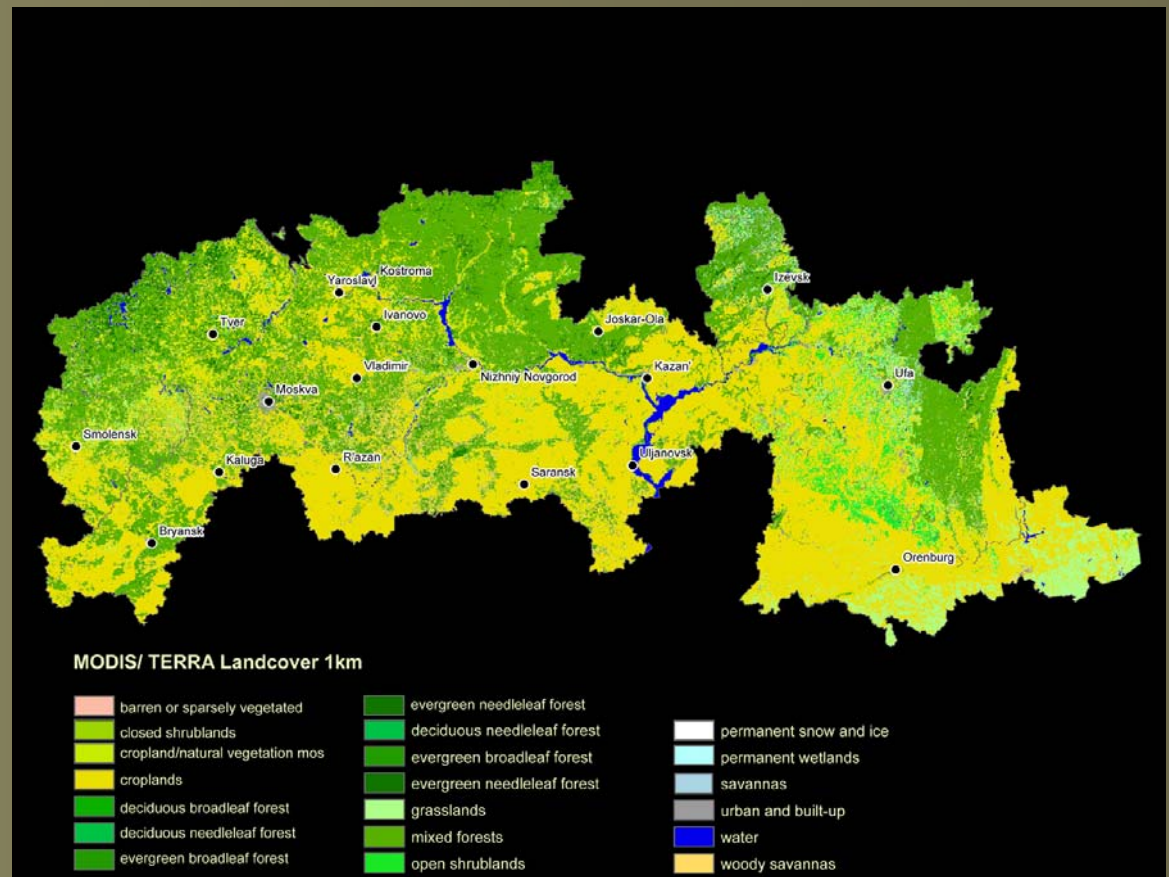 Kostroma
Yaroslavl
Izevsk
Ivanovo
Joskar-Ola
Tver
Vladimir
Nizhniy Novgorod
Kazan'
Ufa
Moskva
Smolensk
Kaluga
R'azan
Uljanovsk
Saransk
Bryansk
Orenburg
MODIS/ TERRA Landcover 1km
barren or sparsely vegetated
closed shrublands
cropland/natural vegetation mos
croplands
deciduous broadleaf forest
deciduous needleleaf forest
evergreen broadleaf forest
evergreen needleleaf forest
deciduous needleleaf forest
evergreen broadleaf forest
evergreen needleleaf forest
grasslands
mixed forests
open shrublands
permanent snow and ice
permanent wetlands
savannas
urban and built-up
water
woody savannas